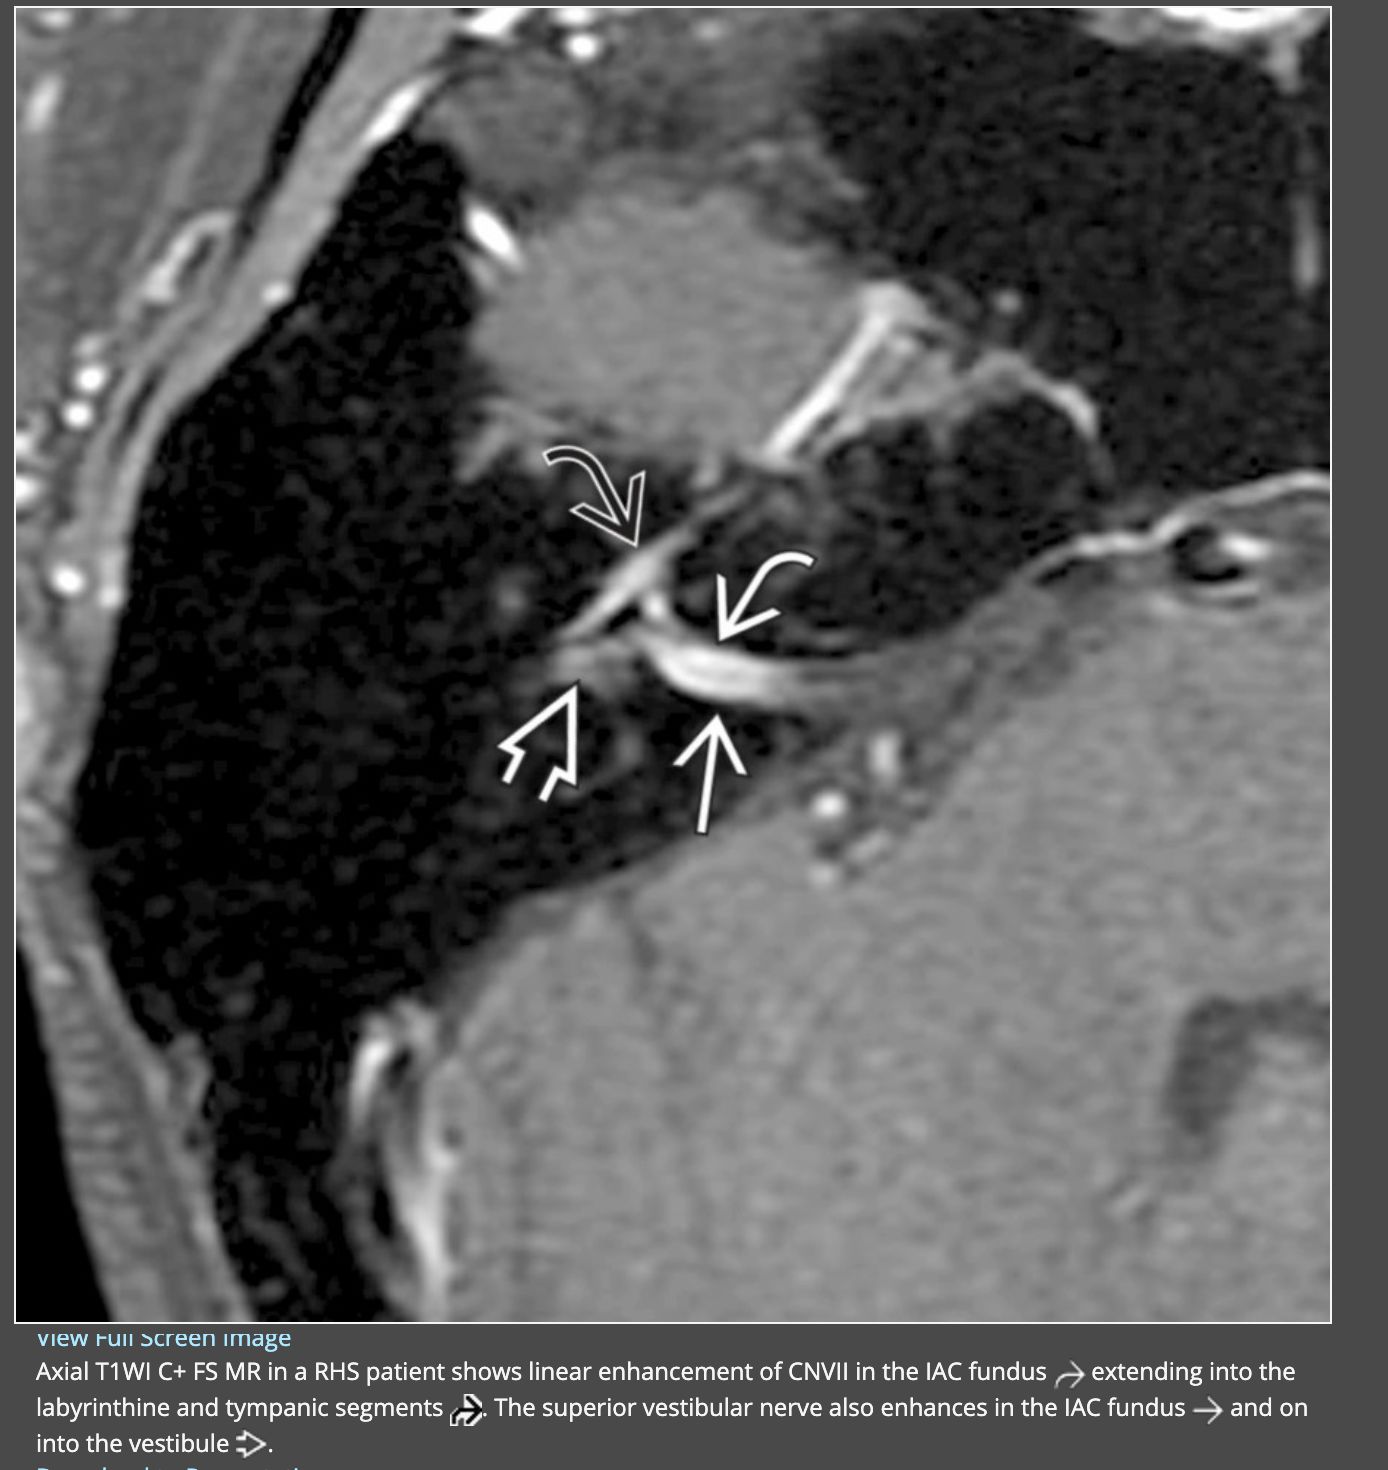 View Full Screen Image
Axial T1WI C+ FS MR in a RHS patient shows linear enhancement of CNVII in the IAC fundus extending into the
labyrinthine and tympanic segments . The superior vestibular nerve also enhances in the IAC fundus and on
into the vestibule .